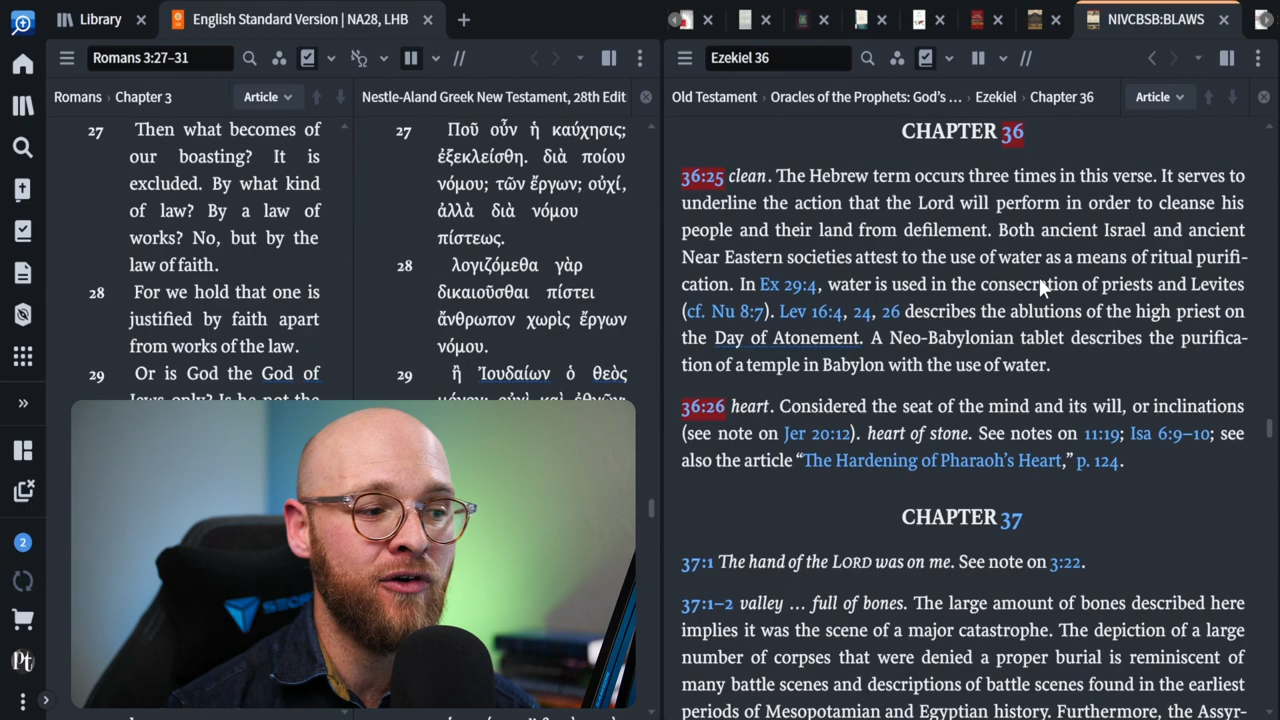 Library
English Standard Version | NA28, LHB
NIVCBSB:BLAWS
Romans 3:27–31
Ezekiel 36
Romans › Chapter 3
Article
Nestle-Aland Greek New Testament, 28th Edit
Old Testament › Oracles of the Prophets: God's ... › Ezekiel › Chapter 36
Article
27 Then what becomes of
our boasting? It is
excluded. By what kind
of law? By a law of
works? No, but by the
law of faith.
28 For we hold that one is
justified by faith apart
from works of the law.
29 Or is God the God of
Jews only? Is he not the
27 Ποῦ οὖν ἡ καύχησις;
ἐξεκλείσθη. διὰ ποίου
νόμου; τῶν ἔργων; οὐχί,
ἀλλὰ διὰ νόμου
πίστεως.
28 λογιζόμεθα γὰρ
δικαιοῦσθαι πίστει
ἄνθρωπον χωρὶς ἔργων
νόμου.
29 ἢ Ἰουδαίων ὁ θεὸς
μόνον; οὐχὶ καὶ ἐθνῶν;
CHAPTER 36
36:25 clean. The Hebrew term occurs three times in this verse. It serves to
underline the action that the Lord will perform in order to cleanse his
people and their land from defilement. Both ancient Israel and ancient
Near Eastern societies attest to the use of water as a means of ritual purifi-
cation. In Ex 29:4, water is used in the consecration of priests and Levites
(cf. Nu 8:7). Lev 16:4, 24, 26 describes the ablutions of the high priest on
the Day of Atonement. A Neo-Babylonian tablet describes the purifica-
tion of a temple in Babylon with the use of water.
36:26 heart. Considered the seat of the mind and its will, or inclinations
(see note on Jer 20:12). heart of stone. See notes on 11:19; Isa 6:9–10; see
also the article “The Hardening of Pharaoh's Heart,” p. 124.
CHAPTER 37
37:1 The hand of the LORD was on me. See note on 3:22.
37:1–2 valley … full of bones. The large amount of bones described here
implies it was the scene of a major catastrophe. The depiction of a large
number of corpses that were denied a proper burial is reminiscent of
many battle scenes and descriptions of battle scenes found in the earliest
periods of Mesopotamian and Egyptian history. Furthermore, the Assyr-
2
Pt